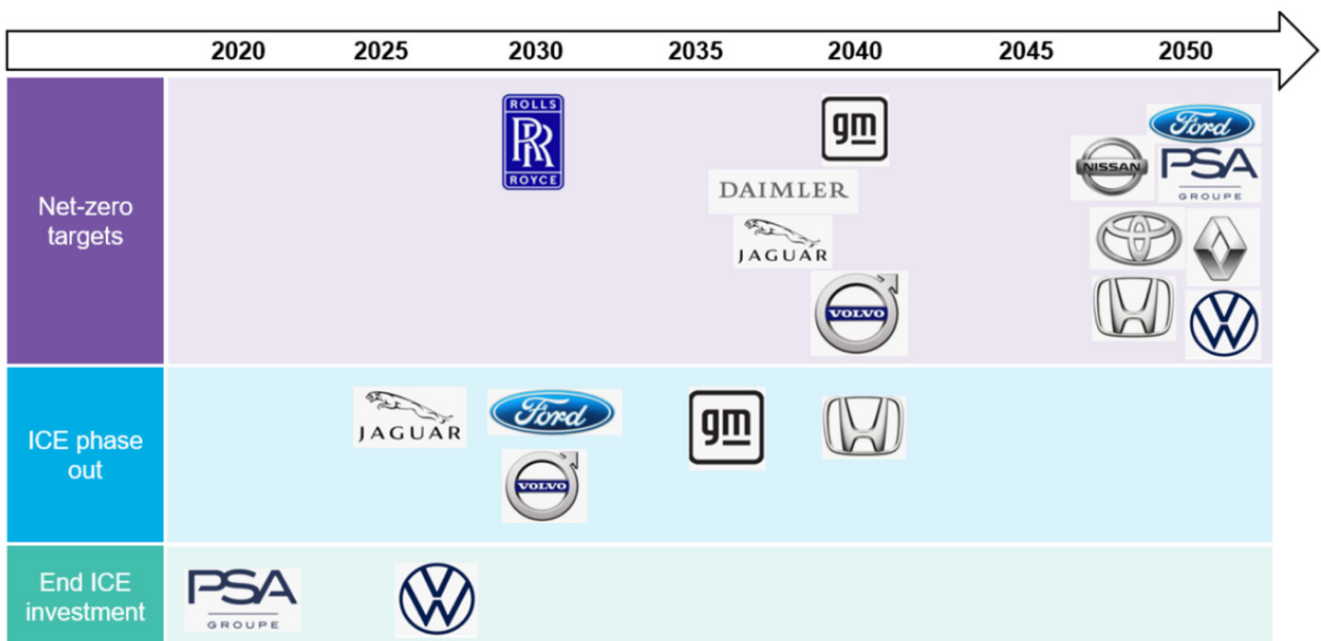 2020 2025 2030 2035 2040 2045 2050
Net-zero
targets
ROLLS
RR
ROYCE
gm
Ford
NISSAN
PSA
GROUPE
DAIMLER
JAGUAR
VOLVO
ICE phase
out
JAGUAR
Ford
gm
VOLVO
End ICE
investment
PSA
GROUPE